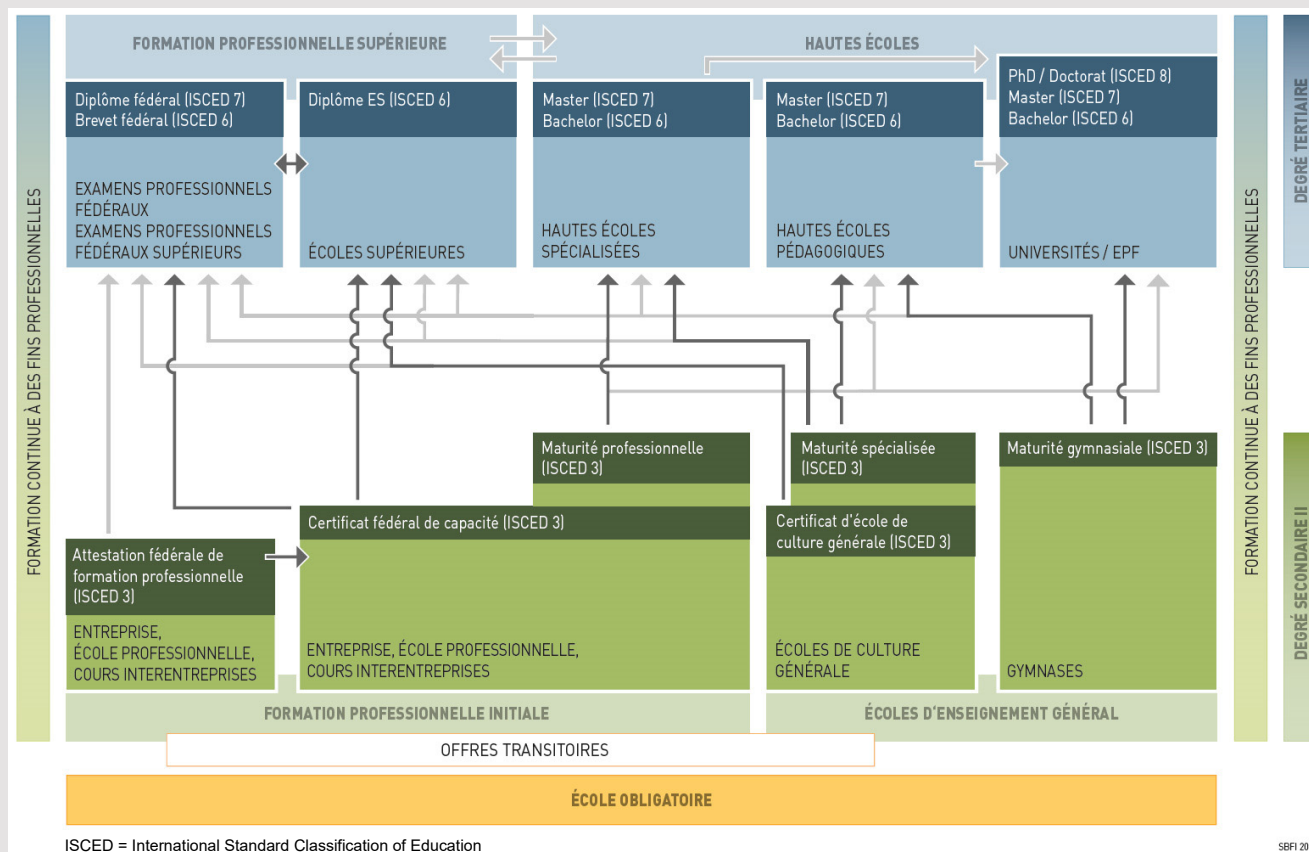 FORMATION PROFESSIONNELLE SUPÉRIEURE
HAUTES ÉCOLES
Diplôme fédéral (ISCED 7)
Brevet fédéral (ISCED 6)
EXAMENS PROFESSIONNELS
FÉDÉRAUX
EXAMENS PROFESSIONNELS
FÉDÉRAUX SUPÉRIEURS
Diplôme ES (ISCED 6)
ÉCOLES SUPÉRIEURES
Master (ISCED 7)
Bachelor (ISCED 6)
HAUTES ÉCOLES
SPÉCIALISÉES
Master (ISCED 7)
Bachelor (ISCED 6)
HAUTES ÉCOLES
PÉDAGOGIQUES
PhD / Doctorat (ISCED 8)
Master (ISCED 7)
Bachelor (ISCED 6)
UNIVERSITÉS / EPF
FORMATION CONTINUE À DES FINS PROFESSIONNELLES
FORMATION CONTINUE À DES FINS PROFESSIONNELLES
DEGRÉ TERTIAIRE
DEGRÉ SECONDAIRE II
Maturité professionnelle
(ISCED 3)
Maturité spécialisée
(ISCED 3)
Maturité gymnasiale (ISCED 3)
Certificat fédéral de capacité (ISCED 3)
Certificat d'école de
culture générale (ISCED 3)
Attestation fédérale de
formation professionnelle
(ISCED 3)
ENTREPRISE,
ÉCOLE PROFESSIONNELLE,
COURS INTERENTREPRISES
ENTREPRISE, ÉCOLE PROFESSIONNELLE,
COURS INTERENTREPRISES
ÉCOLES DE CULTURE
GÉNÉRALE
GYMNASES
FORMATION PROFESSIONNELLE INITIALE
ÉCOLES D'ENSEIGNEMENT GÉNÉRAL
OFFRES TRANSITOIRES
ÉCOLE OBLIGATOIRE
ISCED = International Standard Classification of Education
SBFI